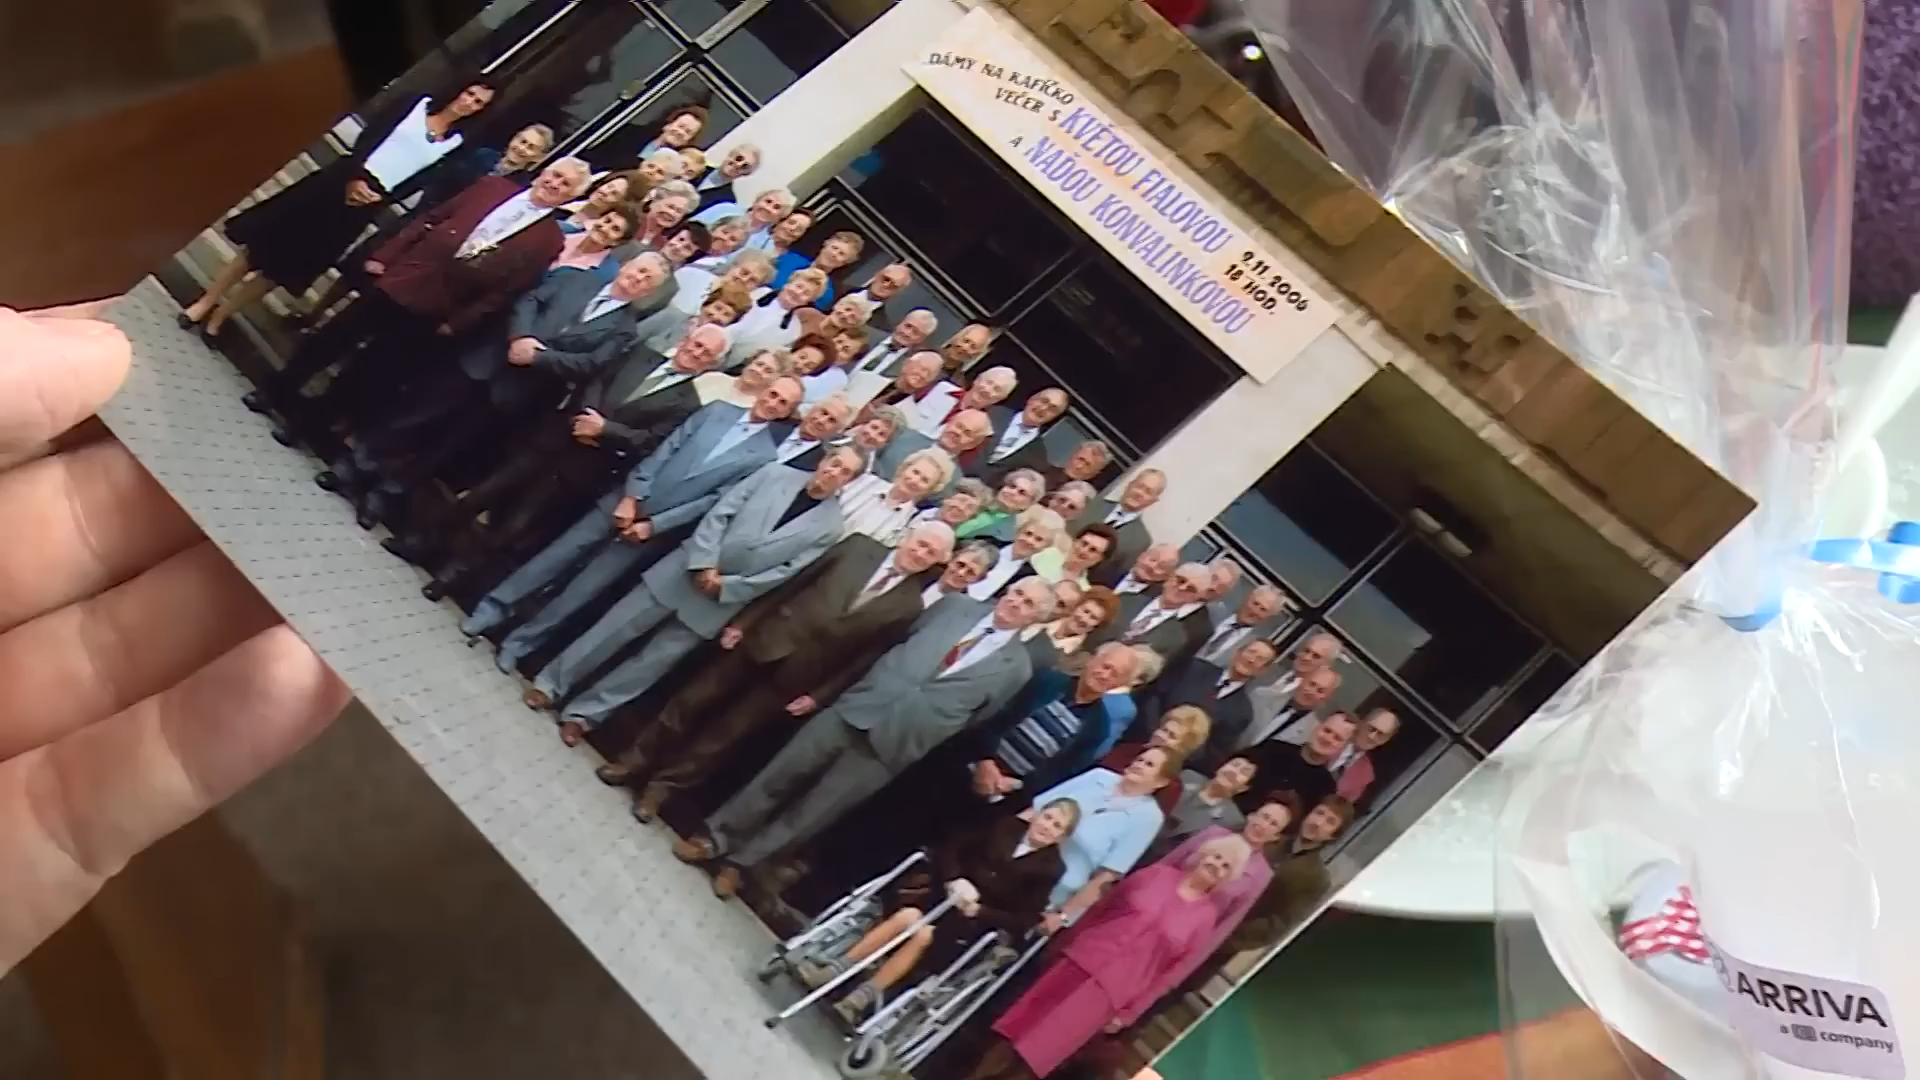 DÁMY NA KAFÍČKO
VEČER S KVĚTOU FIALOVOU 9.11.2006
A NAĎOU KONVALINKOVOU 18 HOD.
ARRIVA
a company